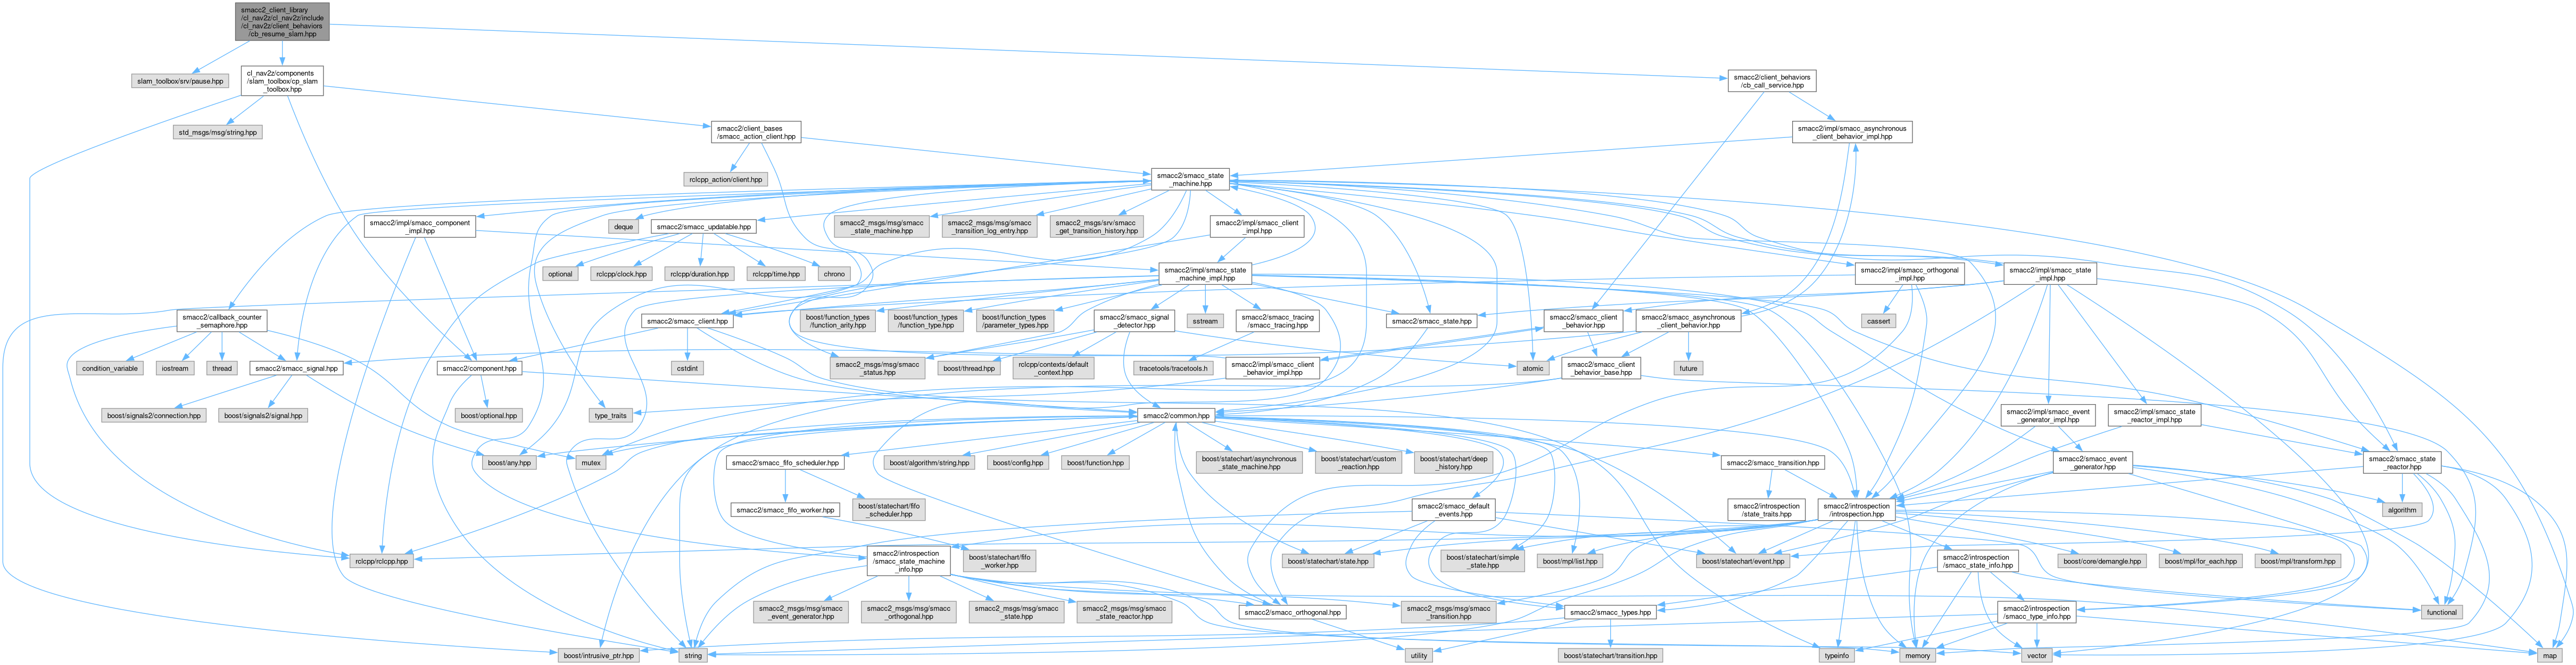 smacc2_client_library
/cl_nav2z/cl_nav2z/include
/cl_nav2z/client_behaviors
/cb_resume_slam.hpp
slam_toolbox/srv/pause.hpp
cl_nav2z/components
/slam_toolbox/cp_slam
_toolbox.hpp
smacc2/client_behaviors
/cb_call_service.hpp
std_msgs/msg/string.hpp
smacc2/client_bases
/smacc_action_client.hpp
smacc2/impl/smacc_asynchronous
_client_behavior_impl.hpp
rclcpp_action/client.hpp
smacc2/smacc_state
_machine.hpp
smacc2/impl/smacc_component
_impl.hpp
deque
smacc2/smacc_updatable.hpp
smacc2_msgs/msg/smacc
_state_machine.hpp
smacc2_msgs/msg/smacc
_transition_log_entry.hpp
smacc2_msgs/srv/smacc
_get_transition_history.hpp
smacc2/impl/smacc_client
_impl.hpp
optional
rclcpp/clock.hpp
rclcpp/duration.hpp
rclcpp/time.hpp
chrono
smacc2/impl/smacc_state
_machine_impl.hpp
smacc2/impl/smacc_orthogonal
_impl.hpp
smacc2/impl/smacc_state
_impl.hpp
smacc2/callback_counter
_semaphore.hpp
smacc2/smacc_client.hpp
boost/function_types
/function_arity.hpp
boost/function_types
/function_type.hpp
boost/function_types
/parameter_types.hpp
smacc2/smacc_signal
_detector.hpp
sstream
smacc2/smacc_tracing
/smacc_tracing.hpp
smacc2/smacc_state.hpp
smacc2/smacc_client
_behavior.hpp
smacc2/smacc_asynchronous
_client_behavior.hpp
cassert
condition_variable
iostream
thread
smacc2/smacc_signal.hpp
smacc2/component.hpp
cstdint
smacc2_msgs/msg/smacc
_status.hpp
boost/thread.hpp
rclcpp/contexts/default
_context.hpp
tracetools/tracetools.h
smacc2/impl/smacc_client
_behavior_impl.hpp
atomic
smacc2/smacc_client
_behavior_base.hpp
future
boost/signals2/connection.hpp
boost/signals2/signal.hpp
boost/optional.hpp
type_traits
smacc2/common.hpp
smacc2/impl/smacc_event
_generator_impl.hpp
smacc2/impl/smacc_state
_reactor_impl.hpp
boost/any.hpp
mutex
smacc2/smacc_fifo_scheduler.hpp
boost/algorithm/string.hpp
boost/config.hpp
boost/function.hpp
boost/statechart/asynchronous
_state_machine.hpp
boost/statechart/custom
_reaction.hpp
boost/statechart/deep
_history.hpp
smacc2/smacc_transition.hpp
smacc2/smacc_event
_generator.hpp
smacc2/smacc_state
_reactor.hpp
smacc2/smacc_fifo_worker.hpp
boost/statechart/fifo
_scheduler.hpp
smacc2/smacc_default
_events.hpp
smacc2/introspection
/state_traits.hpp
smacc2/introspection
/introspection.hpp
algorithm
rclcpp/rclcpp.hpp
smacc2/introspection
/smacc_state_machine
_info.hpp
boost/statechart/fifo
_worker.hpp
boost/statechart/state.hpp
boost/statechart/simple
_state.hpp
boost/mpl/list.hpp
boost/statechart/event.hpp
smacc2/introspection
/smacc_state_info.hpp
boost/core/demangle.hpp
boost/mpl/for_each.hpp
boost/mpl/transform.hpp
smacc2_msgs/msg/smacc
_event_generator.hpp
smacc2_msgs/msg/smacc
_orthogonal.hpp
smacc2_msgs/msg/smacc
_state.hpp
smacc2_msgs/msg/smacc
_state_reactor.hpp
smacc2/smacc_orthogonal.hpp
smacc2_msgs/msg/smacc
_transition.hpp
smacc2/smacc_types.hpp
smacc2/introspection
/smacc_type_info.hpp
functional
boost/intrusive_ptr.hpp
string
utility
boost/statechart/transition.hpp
typeinfo
memory
vector
map